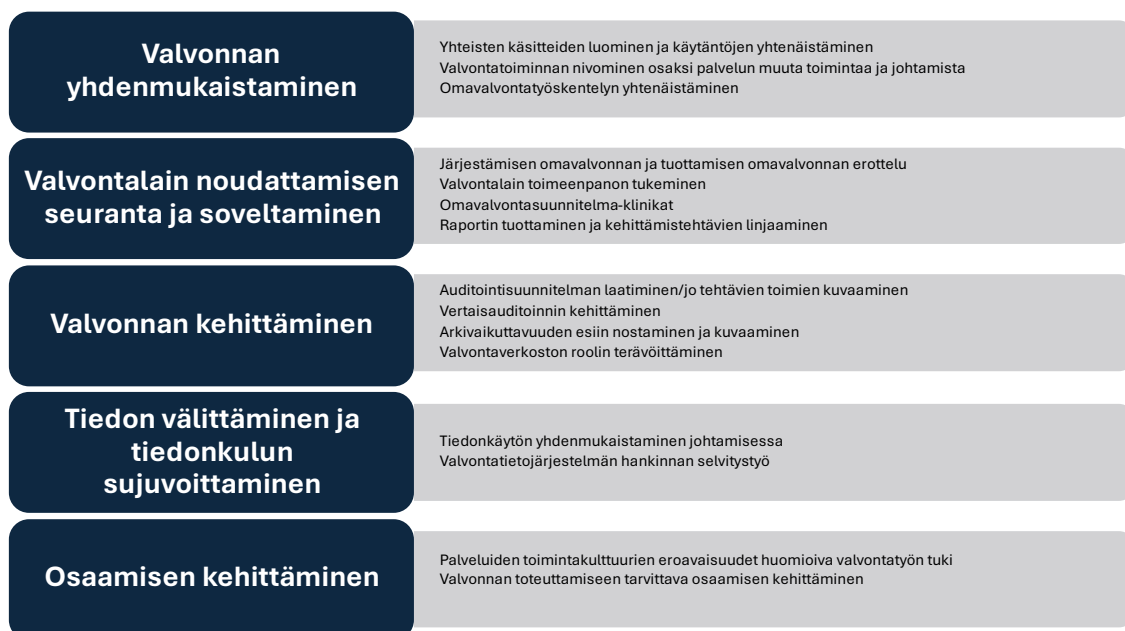 Valvonnan
yhdenmukaistaminen
Yhteisten käsitteiden luominen ja käytäntöjen yhtenäistäminen
Valvontatoiminnan nivominen osaksi palvelun muuta toimintaa ja johtamista
Omavalvontatyöskentelyn yhtenäistäminen
Valvontalain noudattamisen
seuranta ja soveltaminen
Järjestämisen omavalvonnan ja tuottamisen omavalvonnan erottelu
Valvontalain toimeenpanon tukeminen
Omavalvontasuunnitelma-klinikat
Raportin tuottaminen ja kehittämistehtävien linjaaminen
Valvonnan kehittäminen
Auditointisuunnitelman laatiminen/jo tehtävien toimien kuvaaminen
Vertaisauditoinnin kehittäminen
Arkivaikuttavuuden esiin nostaminen ja kuvaaminen
Valvontaverkoston roolin terävöittäminen
Tiedon välittäminen ja
tiedonkulun
sujuvoittaminen
Tiedonkäytön yhdenmukaistaminen johtamisessa
Valvontatietojärjestelmän hankinnan selvitystyö
Osaamisen kehittäminen
Palveluiden toimintakulttuurien eroavaisuudet huomioiva valvontatyön tuki
Valvonnan toteuttamiseen tarvittava osaamisen kehittäminen